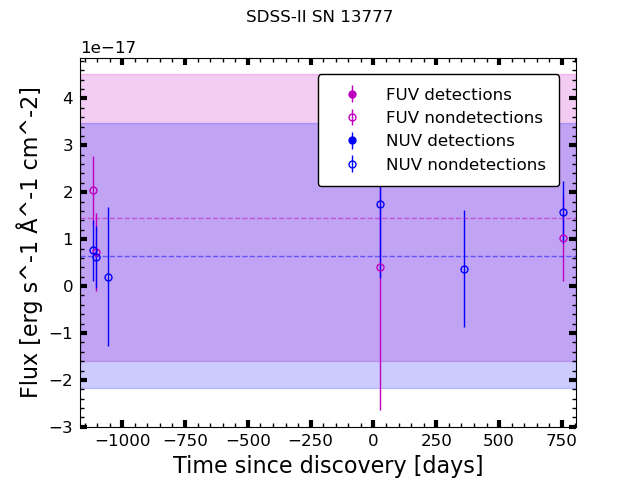 SDSS-II SN 13777
1e−17
FUV detections
FUV nondetections
NUV detections
NUV nondetections
4
3
2
1
0
−1
−2
−3
Flux [erg s^-1 Å^-1 cm^-2]
−1000 −750 −500 −250 0 250 500 750
Time since discovery [days]